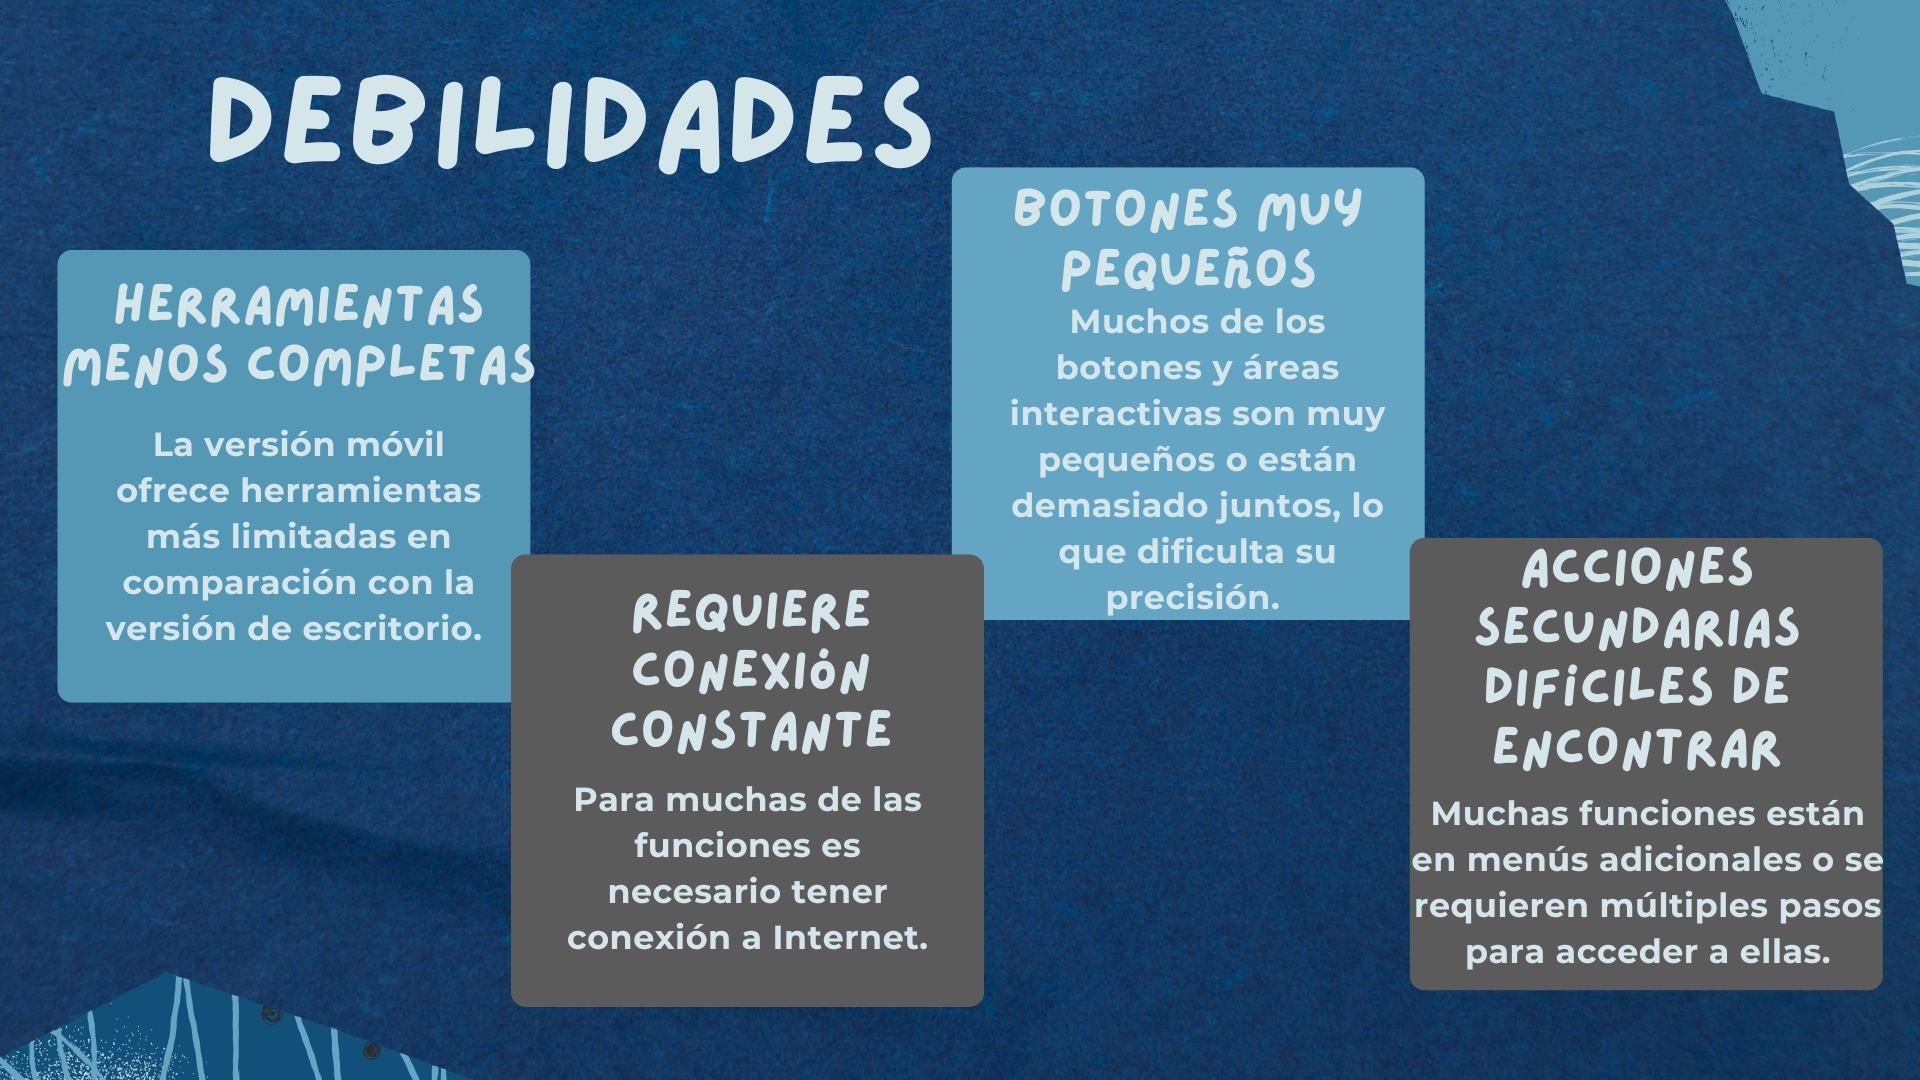 DEBILIDADES
HERRAMIENTAS
MENOS COMPLETAS
La versión móvil
ofrece herramientas
más limitadas en
comparación con la
versión de escritorio.
REQUIERE
CONEXIÓN
CONSTANTE
Para muchas de las
funciones es
necesario tener
conexión a Internet.
BOTONES MUY
PEQUEÑOS
Muchos de los
botones y áreas
interactivas son muy
pequeños o están
demasiado juntos, lo
que dificulta su
precisión.
ACCIONES
SECUNDARIAS
DIFÍCILES DE
ENCONTRAR
Muchas funciones están
en menús adicionales o se
requieren múltiples pasos
para acceder a ellas.